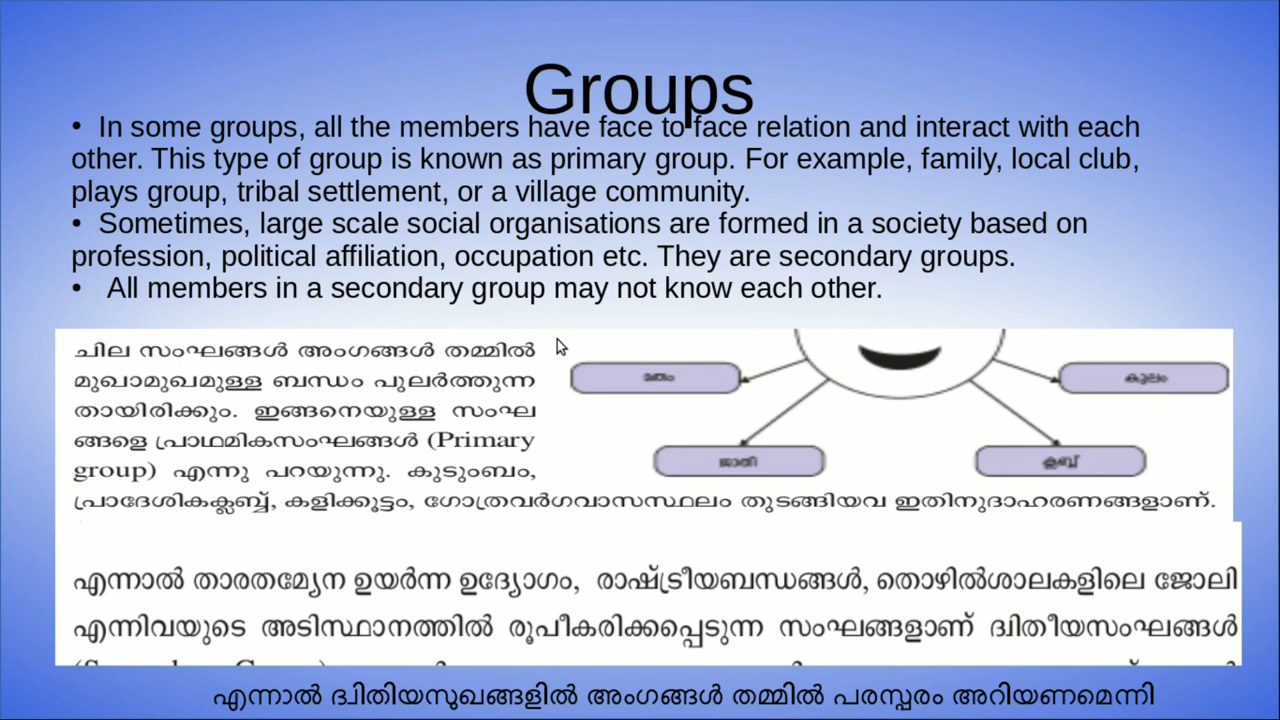 Groups
• In some groups, all the members have face to face relation and interact with each
other. This type of group is known as primary group. For example, family, local club,
plays group, tribal settlement, or a village community.
• Sometimes, large scale social organisations are formed in a society based on
profession, political affiliation, occupation etc. They are secondary groups.
• All members in a secondary group may not know each other.
ചില സംഘങ്ങൾ അംഗങ്ങൾ തമ്മിൽ
മുഖാമുഖമുള്ള ബന്ധം പുലർത്തുന്ന
തായിരിക്കും. ഇങ്ങനെയുള്ള സംഘ
ങ്ങളെ പ്രാഥമികസംഘങ്ങൾ (Primary
group) എന്നു പറയുന്നു. കുടുംബം,
പ്രാദേശികക്ലബ്ബ്, കളിക്കൂട്ടം, ഗോത്രവർഗവാസസ്ഥലം തുടങ്ങിയവ ഇതിനുദാഹരണങ്ങളാണ്.
മതം
കുലം
ജാതി
ക്ലബ്ബ്
എന്നാൽ താരതമ്യേന ഉയർന്ന ഉദ്യോഗം, രാഷ്ട്രീയബന്ധങ്ങൾ, തൊഴിൽശാലകളിലെ ജോലി
എന്നിവയുടെ അടിസ്ഥാനത്തിൽ രൂപീകരിക്കപ്പെടുന്ന സംഘങ്ങളാണ് ദ്വിതീയസംഘങ്ങൾ
എന്നാൽ ദ്വിതിയസുഖങ്ങളിൽ അംഗങ്ങൾ തമ്മിൽ പരസ്പരം അറിയണമെന്നി